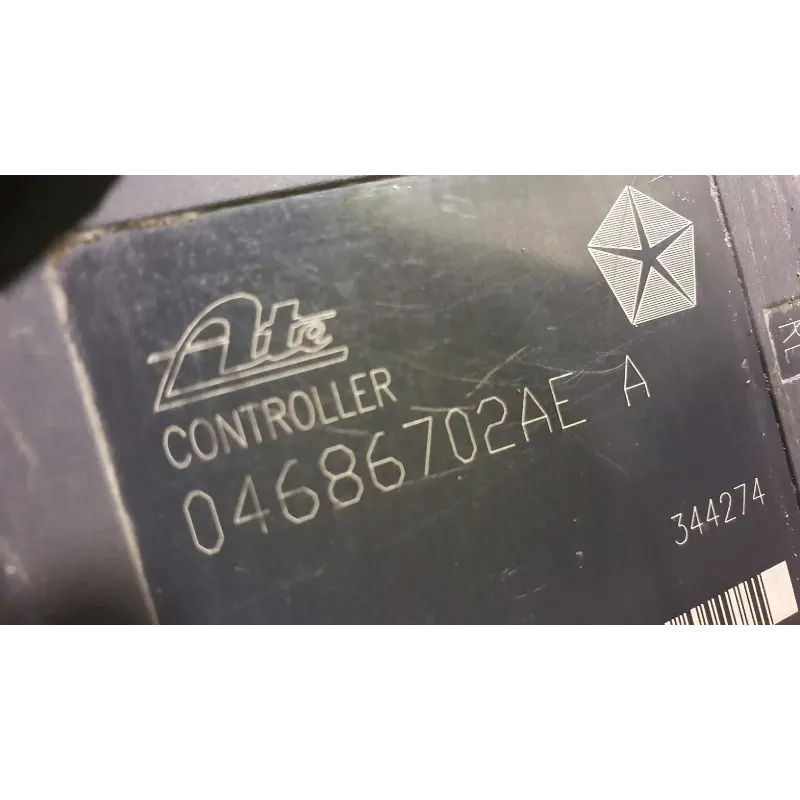 Ate
CONTROLLER
04686702AE A
344274